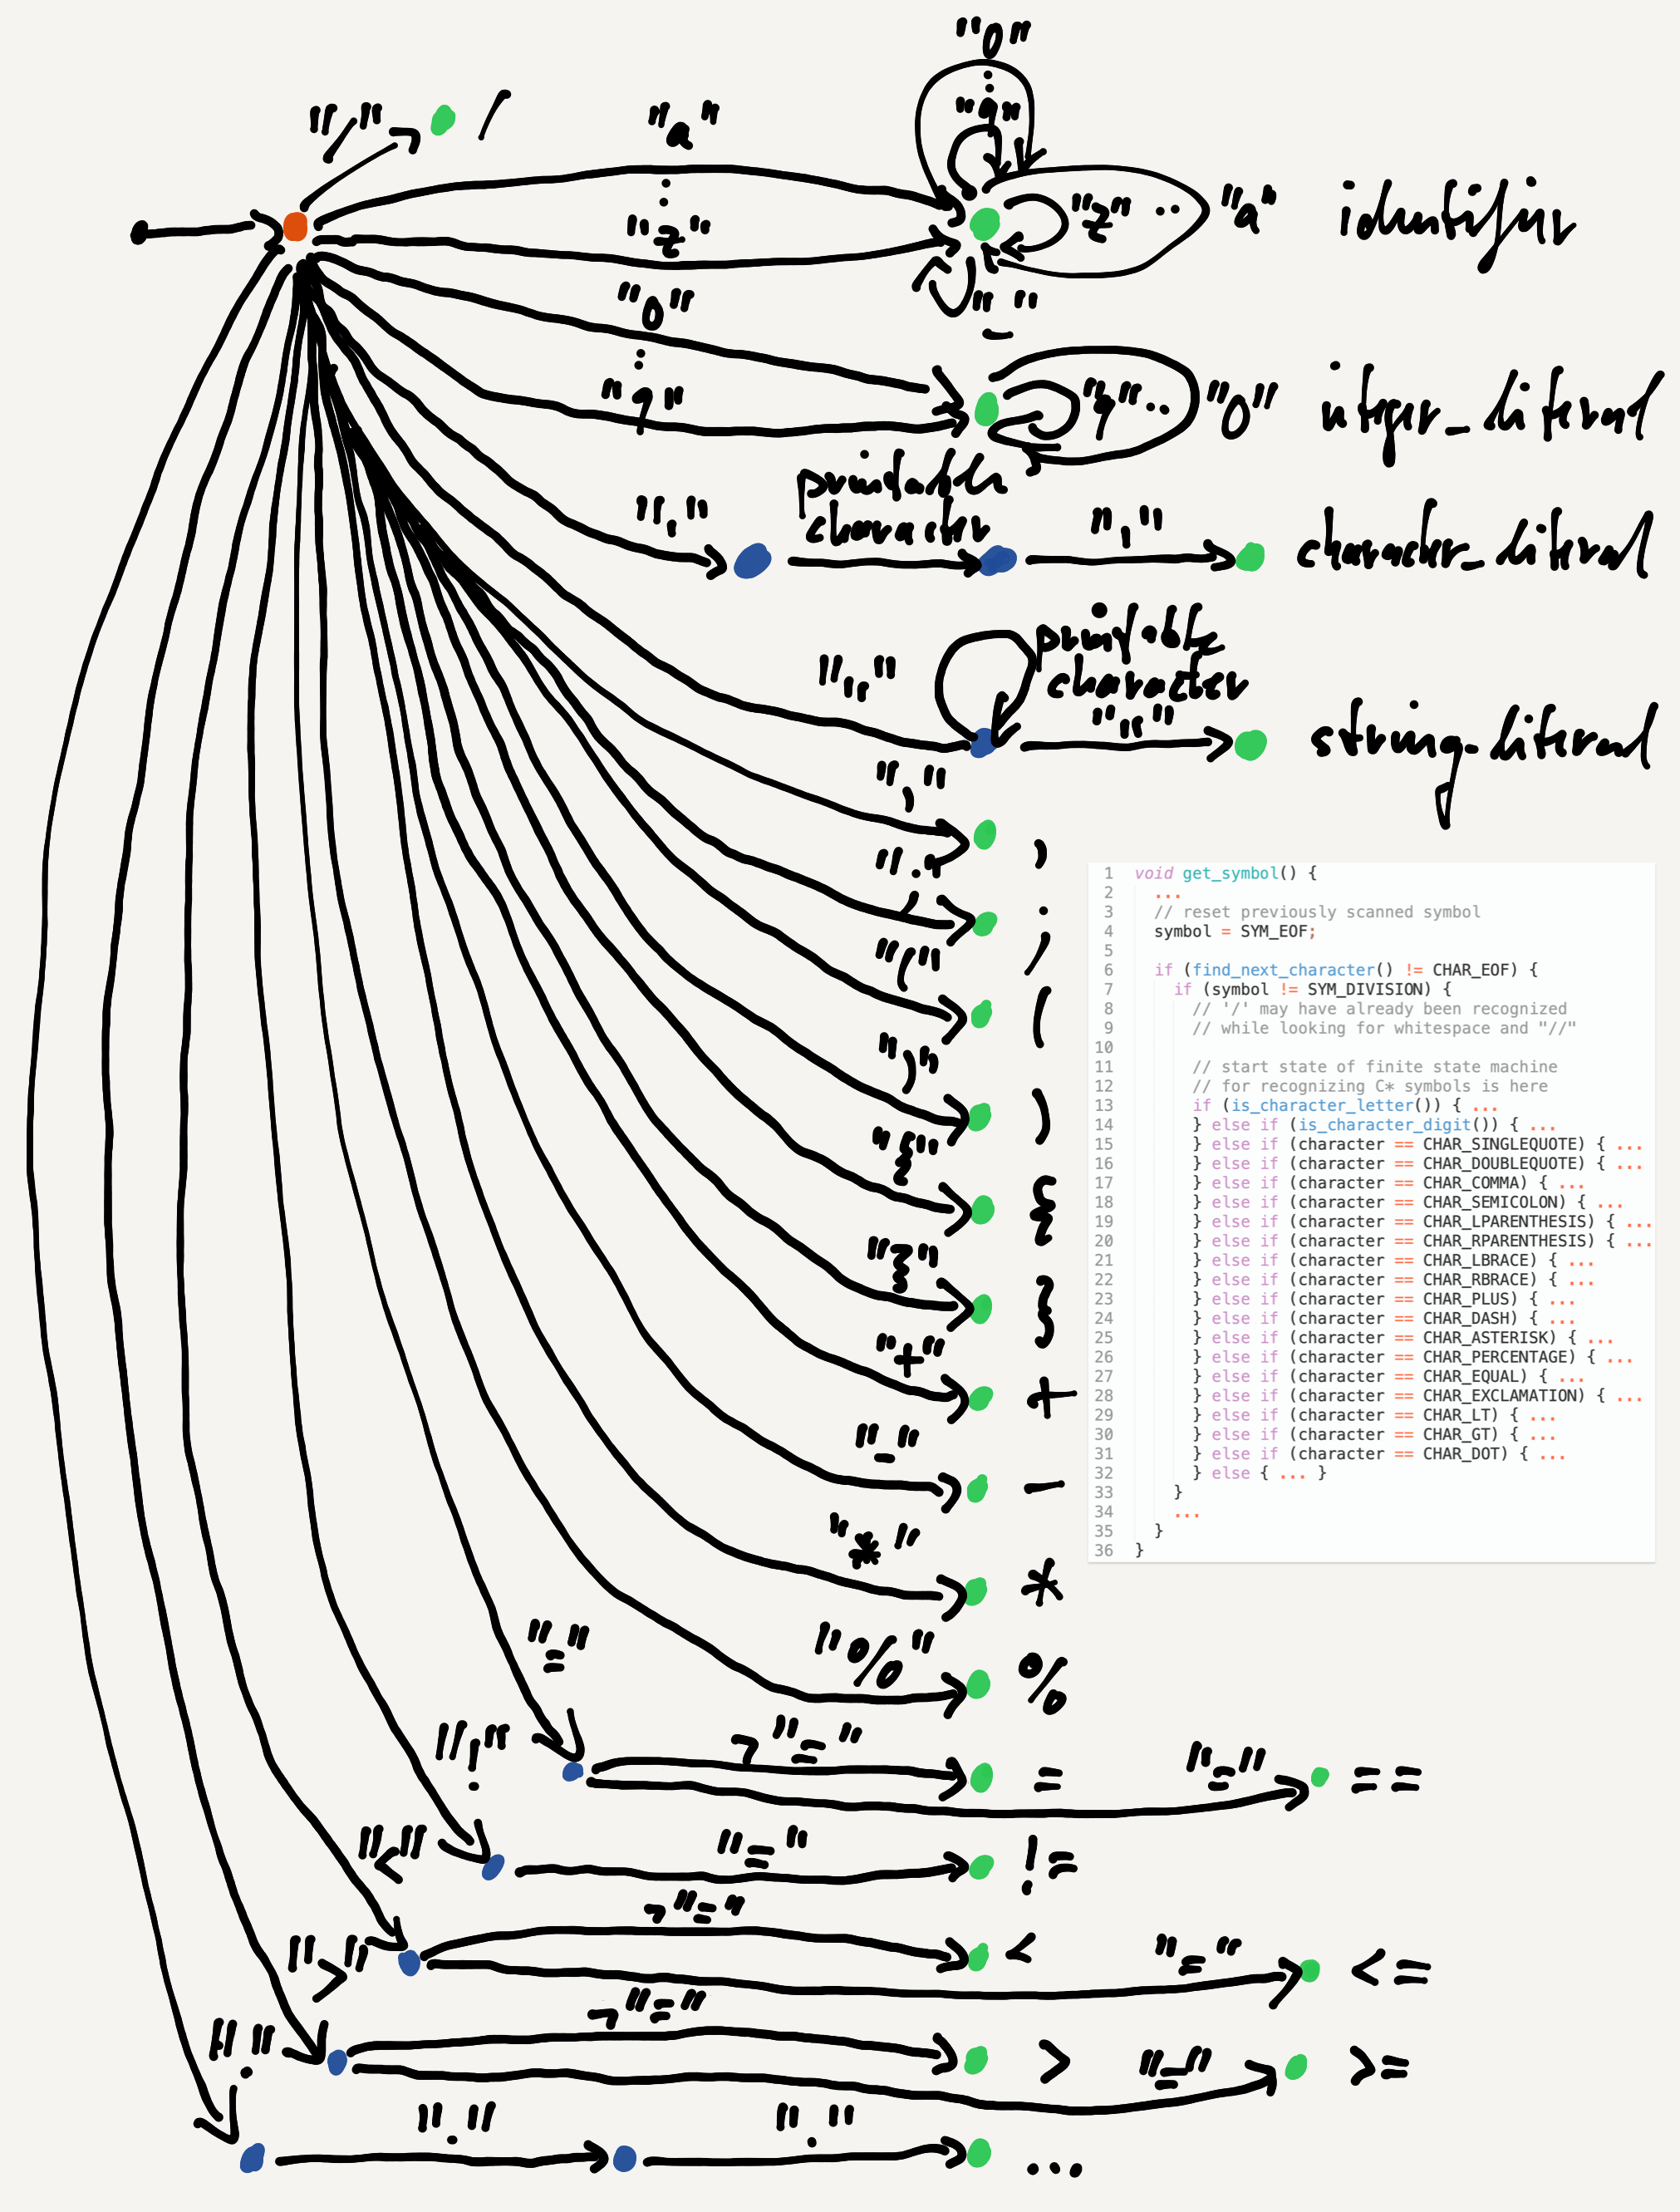 "0"
"/" /
"a"
"9"
"z"
"z" .. "a" identifier
"_"
"0"
"9"
"9" .. "0" integer_literal
printable
character
"'" "'" character_literal
printable
character
""" """ string_literal
"," ,
";" ;
"(" (
")" )
"{" {
"}" }
"+" +
"-" -
"*" *
"%" %
"="
¬"=" = "=" ==
"!"
"=" !=
"<"
¬"=" < "=" <=
">"
¬"=" > "=" >=
"."
"." "." ...
1 void get_symbol() {
2 ...
3 // reset previously scanned symbol
4 symbol = SYM_EOF;
5
6 if (find_next_character() != CHAR_EOF) {
7 if (symbol != SYM_DIVISION) {
8 // '/' may have already been recognized
9 // while looking for whitespace and "//"
10
11 // start state of finite state machine
12 // for recognizing C* symbols is here
13 if (is_character_letter()) { ...
14 } else if (is_character_digit()) { ...
15 } else if (character == CHAR_SINGLEQUOTE) { ...
16 } else if (character == CHAR_DOUBLEQUOTE) { ...
17 } else if (character == CHAR_COMMA) { ...
18 } else if (character == CHAR_SEMICOLON) { ...
19 } else if (character == CHAR_LPARENTHESIS) { ...
20 } else if (character == CHAR_RPARENTHESIS) { ...
21 } else if (character == CHAR_LBRACE) { ...
22 } else if (character == CHAR_RBRACE) { ...
23 } else if (character == CHAR_PLUS) { ...
24 } else if (character == CHAR_DASH) { ...
25 } else if (character == CHAR_ASTERISK) { ...
26 } else if (character == CHAR_PERCENTAGE) { ...
27 } else if (character == CHAR_EQUAL) { ...
28 } else if (character == CHAR_EXCLAMATION) { ...
29 } else if (character == CHAR_LT) { ...
30 } else if (character == CHAR_GT) { ...
31 } else if (character == CHAR_DOT) { ...
32 } else { ... }
33 }
34 ...
35 }
36 }